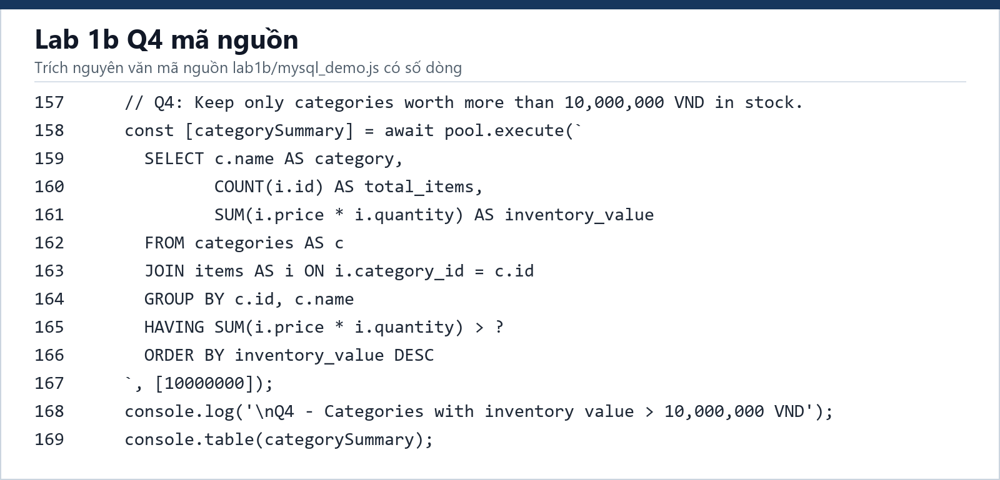 Lab 1b Q4 mã nguồn
Trích nguyên văn mã nguồn lab1b/mysql_demo.js có số dòng
157      // Q4: Keep only categories worth more than 10,000,000 VND in stock.
158      const [categorySummary] = await pool.execute(`
159        SELECT c.name AS category,
160               COUNT(i.id) AS total_items,
161               SUM(i.price * i.quantity) AS inventory_value
162        FROM categories AS c
163        JOIN items AS i ON i.category_id = c.id
164        GROUP BY c.id, c.name
165        HAVING SUM(i.price * i.quantity) > ?
166        ORDER BY inventory_value DESC
167      `, [10000000]);
168      console.log('\nQ4 - Categories with inventory value > 10,000,000 VND');
169      console.table(categorySummary);